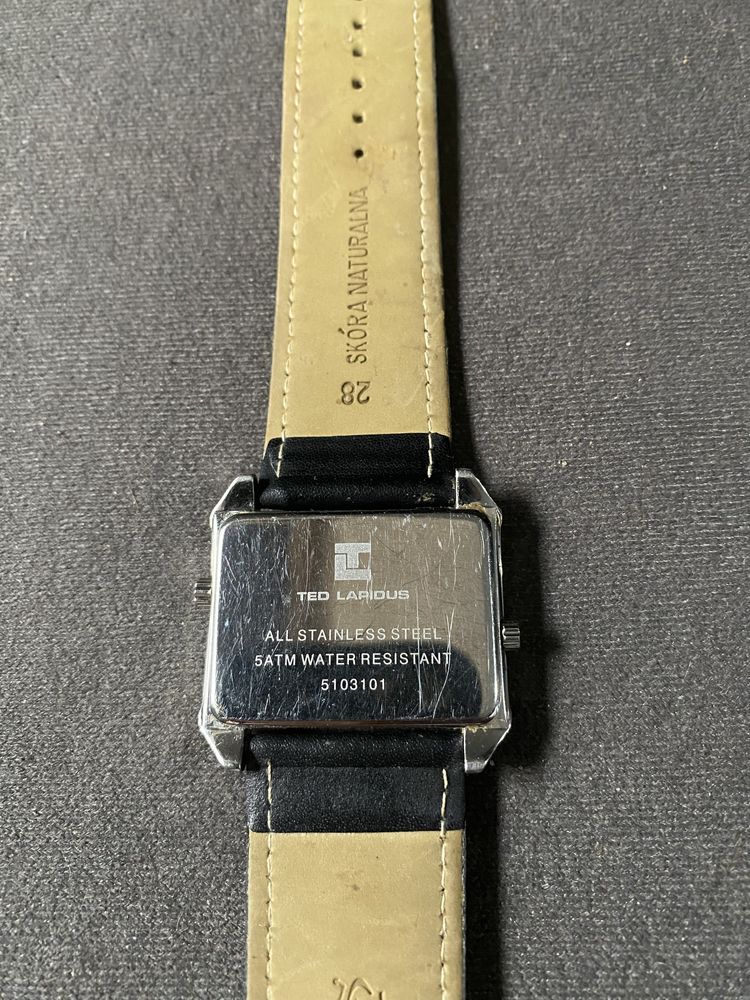 SKÓRA NATURALNA
28
TED LAPIDUS
ALL STAINLESS STEEL
5ATM WATER RESISTANT
5103101